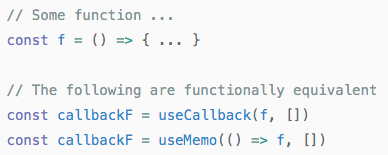 // Some function ...
const f = () => { ... }
// The following are functionally equivalent
const callbackF = useCallback(f, [])
const callbackF = useMemo(() => f, [])